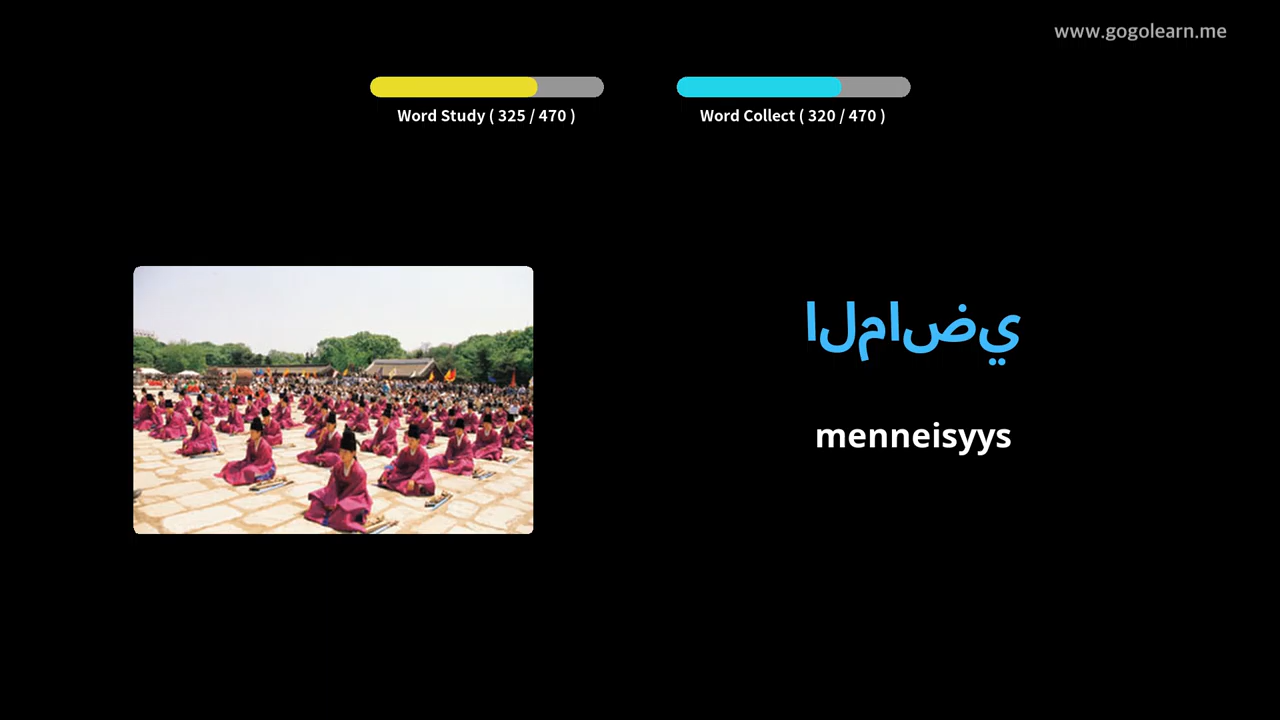 www.gogolearn.me
Word Study ( 325 / 470 )
Word Collect ( 320 / 470 )
الماضي
menneisyys